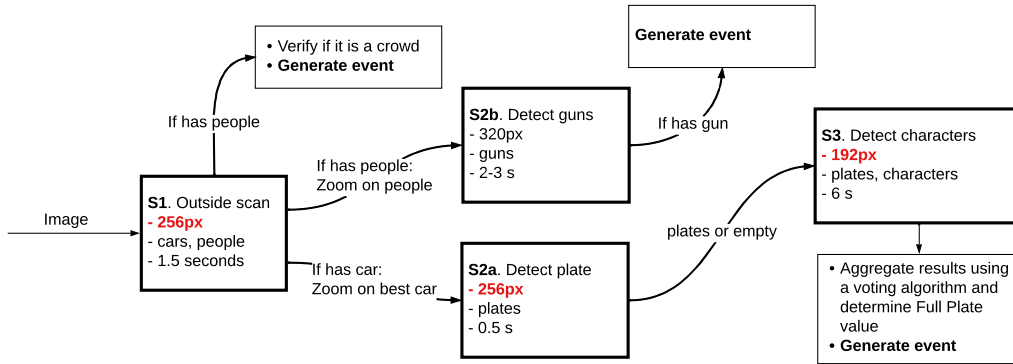 Image
S1. Outside scan
- 256px
- cars, people
- 1.5 seconds
If has people
• Verify if it is a crowd
• Generate event
If has people:
Zoom on people
S2b. Detect guns
- 320px
- guns
- 2-3 s
If has gun
Generate event
If has car:
Zoom on best car
S2a. Detect plate
- 256px
- plates
- 0.5 s
plates or empty
S3. Detect characters
- 192px
- plates, characters
- 6 s
• Aggregate results using
a voting algorithm and
determine Full Plate
value
• Generate event